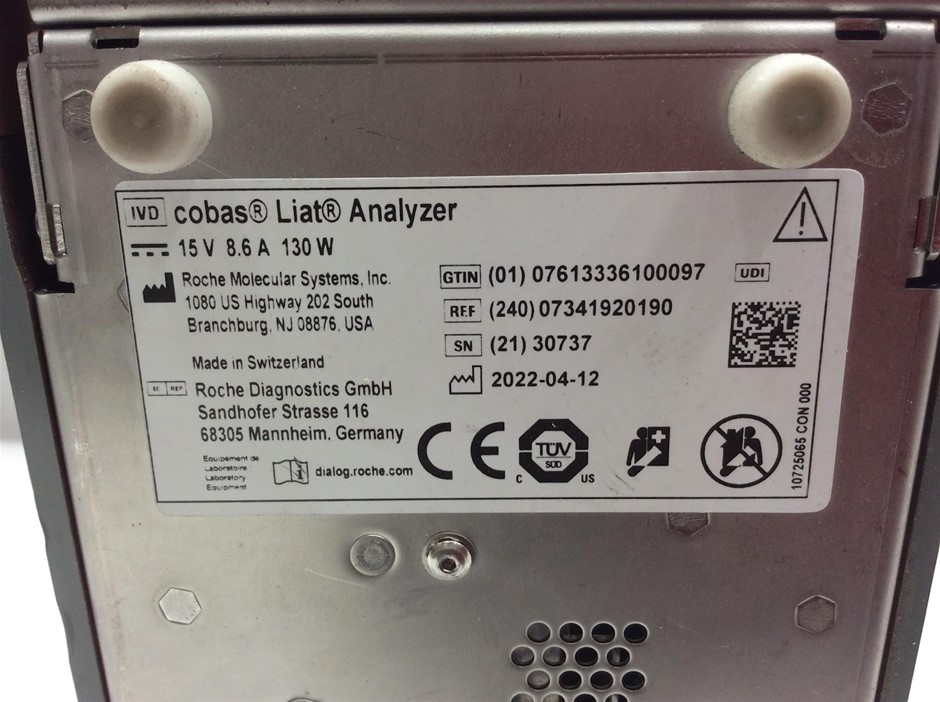 IVD cobas® Liat® Analyzer
15 V 8.6 A 130 W
Roche Molecular Systems, Inc.
1080 US Highway 202 South
Branchburg, NJ 08876, USA
Made in Switzerland
EC REP Roche Diagnostics GmbH
Sandhofer Strasse 116
68305 Mannheim, Germany
Equipement de
Laboratoire
Laboratory
Equipment
dialog.roche.com
GTIN (01) 07613336100097
REF (240) 07341920190
SN (21) 30737
2022-04-12
UDI
CE
TÜV
SÜD
C US
10725065 CON 000